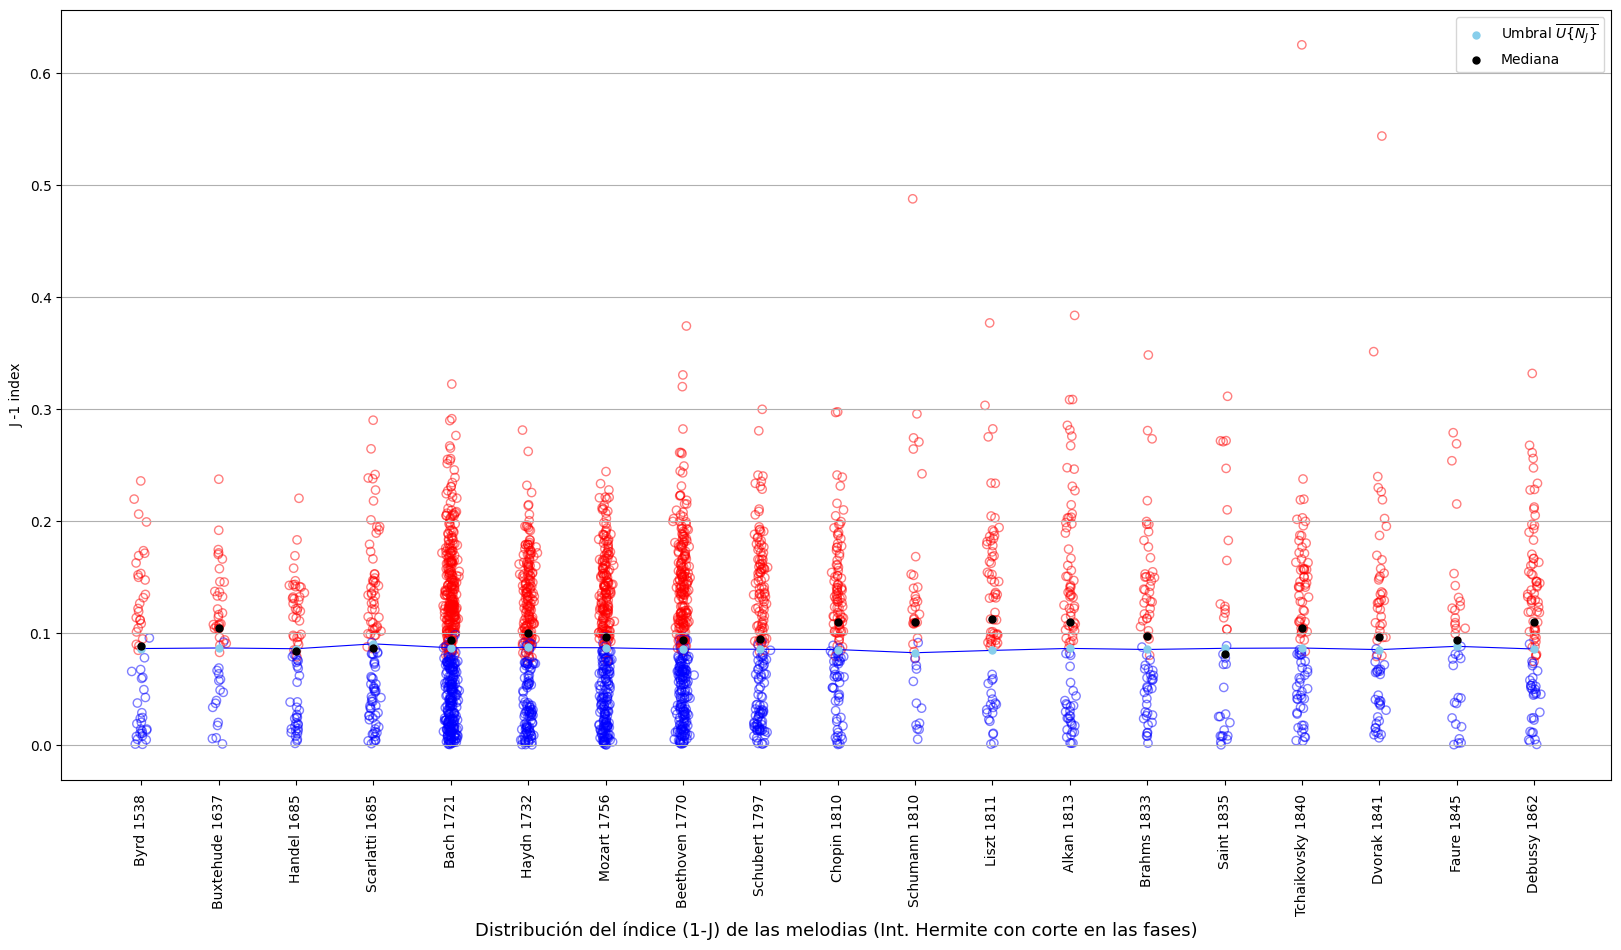 Umbral U{N_J}
Mediana
0.6
0.5
0.4
0.3
0.2
0.1
0.0
J -1 index
Byrd 1538
Buxtehude 1637
Handel 1685
Scarlatti 1685
Bach 1721
Haydn 1732
Mozart 1756
Beethoven 1770
Schubert 1797
Chopin 1810
Schumann 1810
Liszt 1811
Alkan 1813
Brahms 1833
Saint 1835
Tchaikovsky 1840
Dvorak 1841
Faure 1845
Debussy 1862
Distribución del índice (1-J) de las melodias (Int. Hermite con corte en las fases)